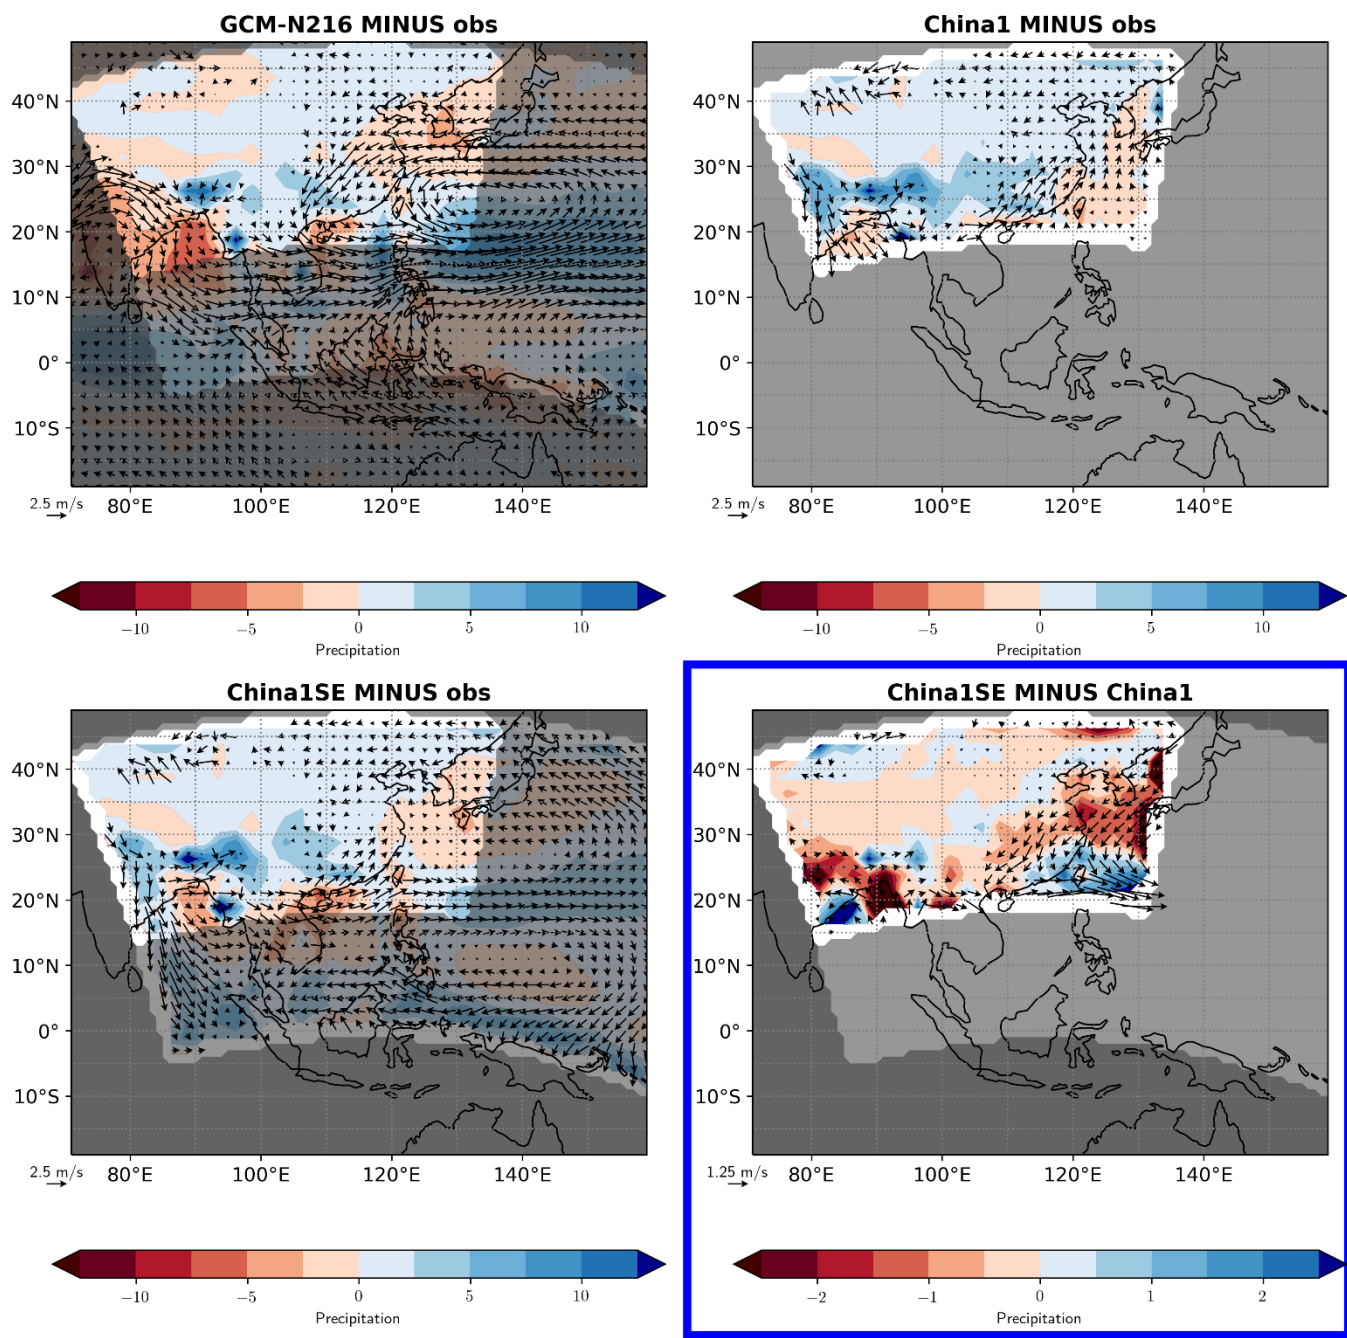 GCM-N216 MINUS obs
China1 MINUS obs
40°N
30°N
20°N
10°N
0°
10°S
2.5 m/s
80°E 100°E 120°E 140°E
40°N
30°N
20°N
10°N
0°
10°S
2.5 m/s
80°E 100°E 120°E 140°E
−10 −5 0 5 10
Precipitation
−10 −5 0 5 10
Precipitation
China1SE MINUS obs
China1SE MINUS China1
40°N
30°N
20°N
10°N
0°
10°S
2.5 m/s
80°E 100°E 120°E 140°E
40°N
30°N
20°N
10°N
0°
10°S
1.25 m/s
80°E 100°E 120°E 140°E
−10 −5 0 5 10
Precipitation
−2 −1 0 1 2
Precipitation